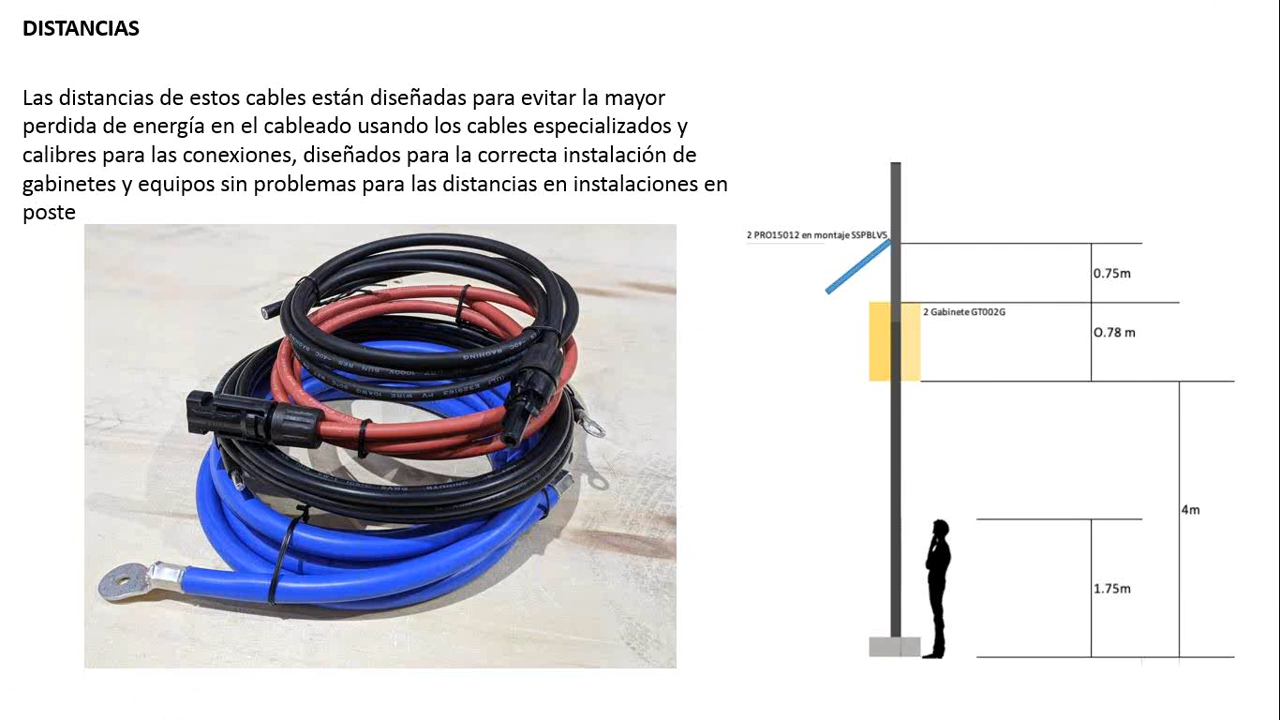 DISTANCIAS
Las distancias de estos cables están diseñadas para evitar la mayor
perdida de energía en el cableado usando los cables especializados y
calibres para las conexiones, diseñados para la correcta instalación de
gabinetes y equipos sin problemas para las distancias en instalaciones en
poste
2 PRO15012 en montaje SSPBLV5
0.75m
2 Gabinete GT002G
O.78 m
4m
1.75m